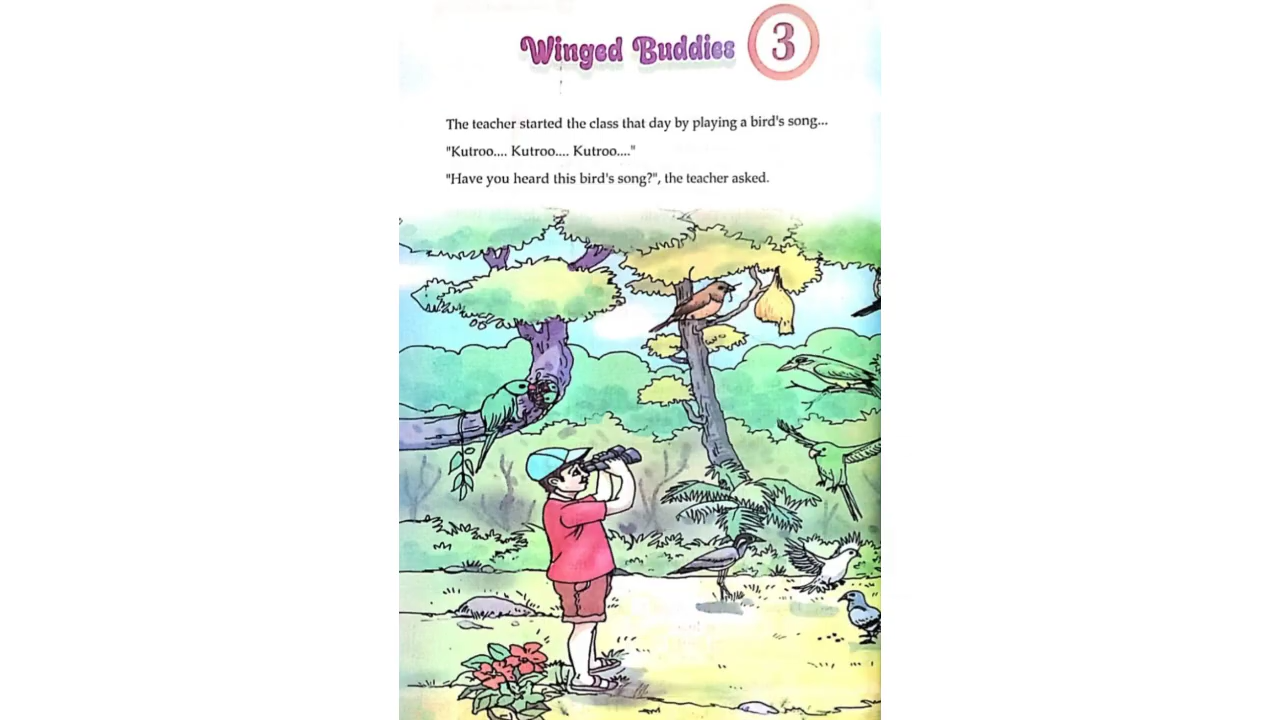 Winged Buddies 3
The teacher started the class that day by playing a bird's song...
"Kutroo.... Kutroo.... Kutroo...."
"Have you heard this bird's song?", the teacher asked.